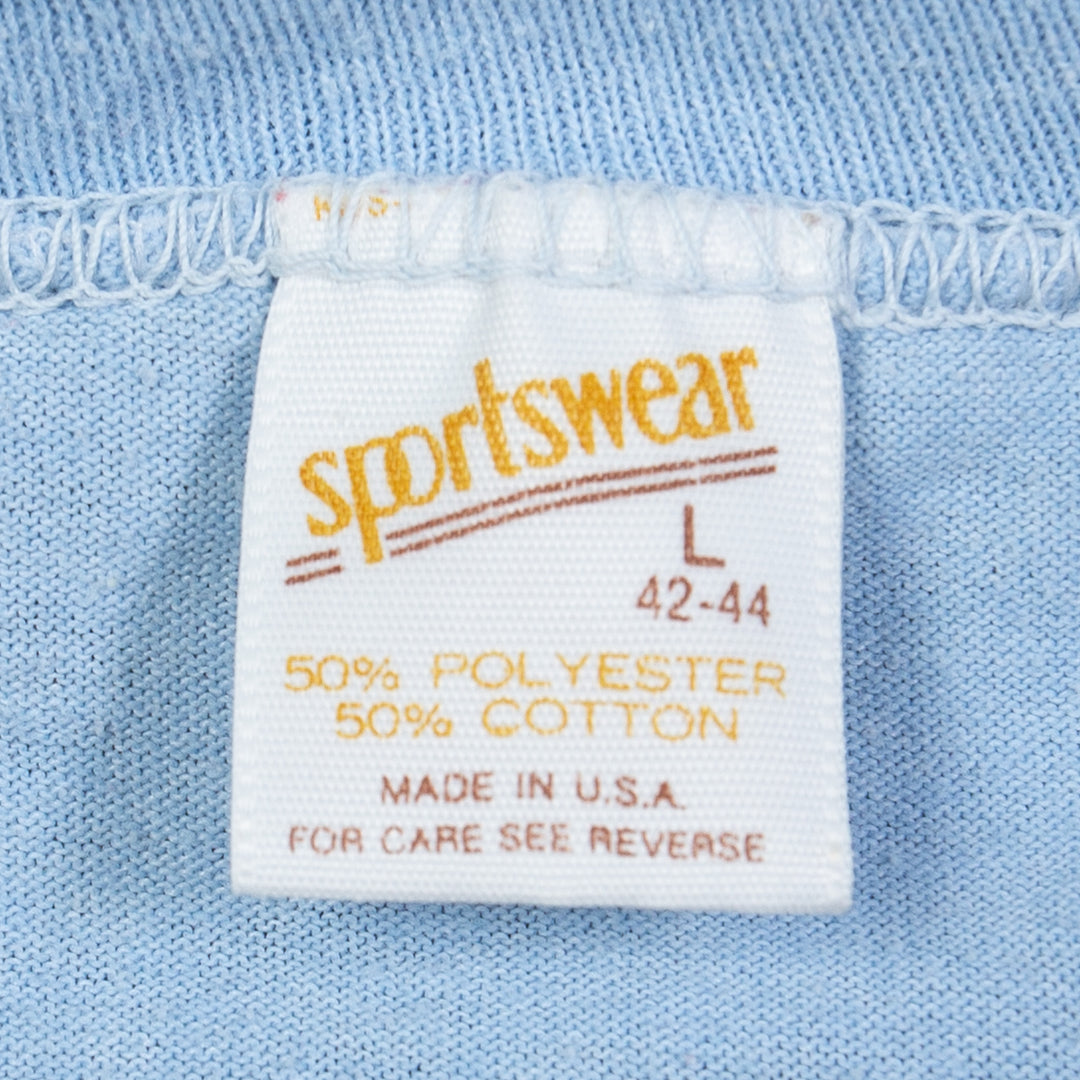 sportswear
L
42-44
50% POLYESTER
50% COTTON
MADE IN U.S.A.
FOR CARE SEE REVERSE